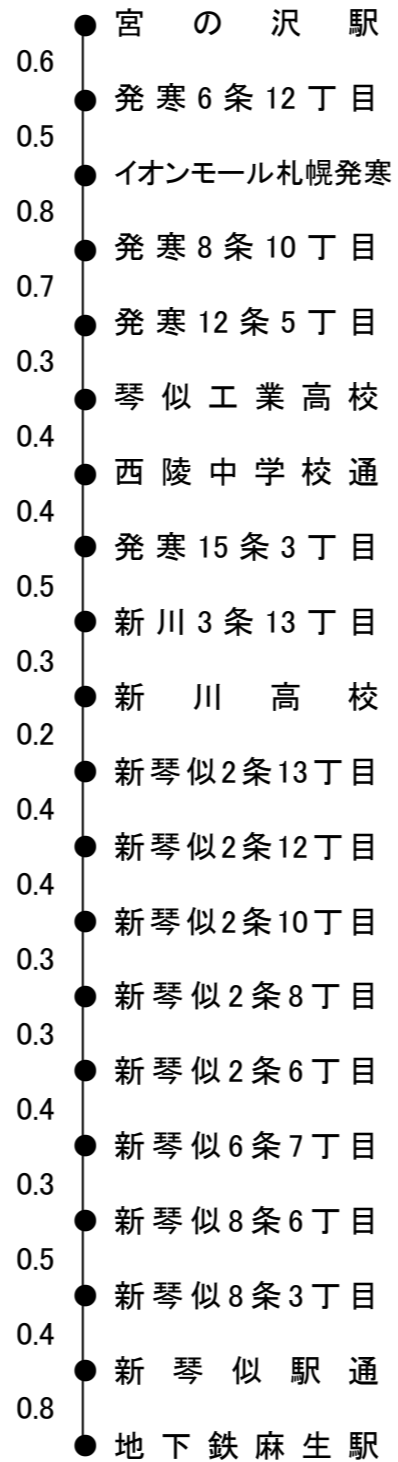 宮の沢駅
0.6
発寒6条12丁目
0.5
イオンモール札幌発寒
0.8
発寒8条10丁目
0.7
発寒12条5丁目
0.3
琴似工業高校
0.4
西陵中学校通
0.4
発寒15条3丁目
0.5
新川3条13丁目
0.3
新川高校
0.2
新琴似2条13丁目
0.4
新琴似2条12丁目
0.4
新琴似2条10丁目
0.3
新琴似2条8丁目
0.3
新琴似2条6丁目
0.4
新琴似6条7丁目
0.3
新琴似8条6丁目
0.5
新琴似8条3丁目
0.4
新琴似駅通
0.8
地下鉄麻生駅